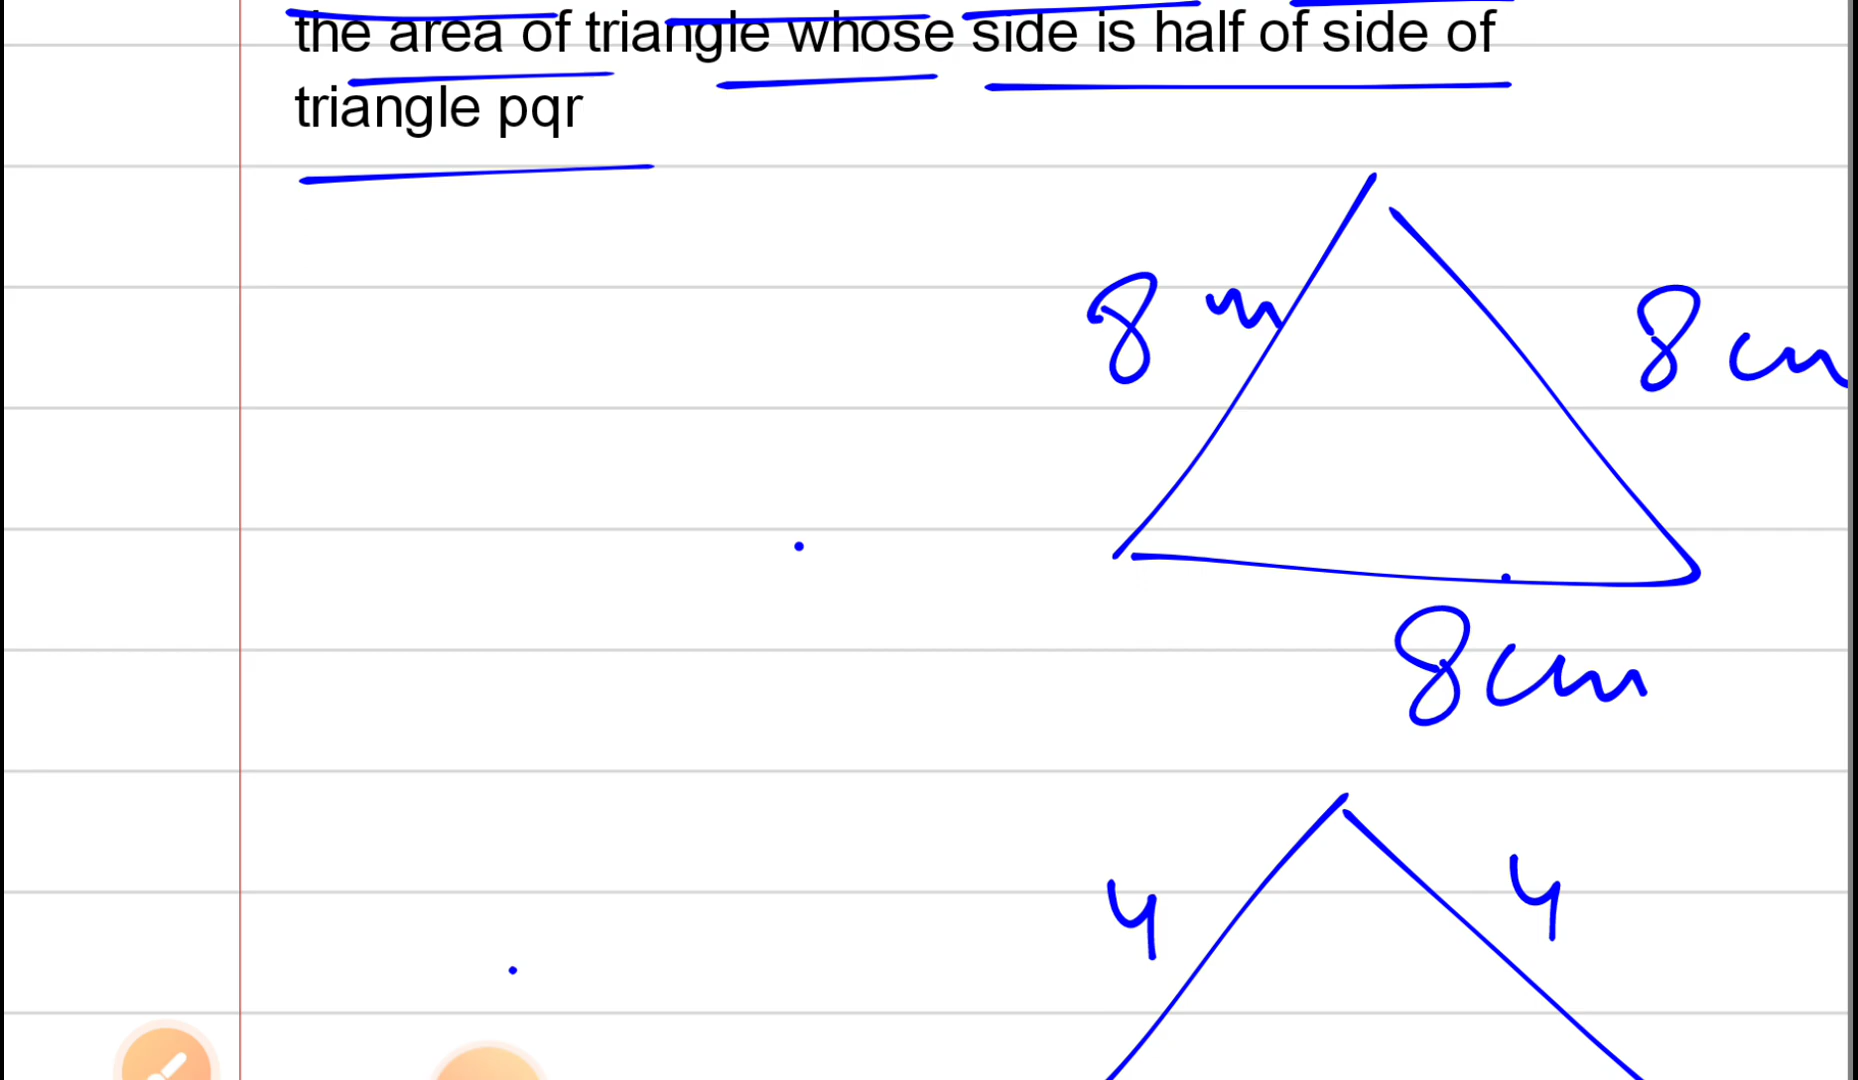 the area of triangle whose side is half of side of
triangle pqr
8 m
8 cm
8cm
4
4